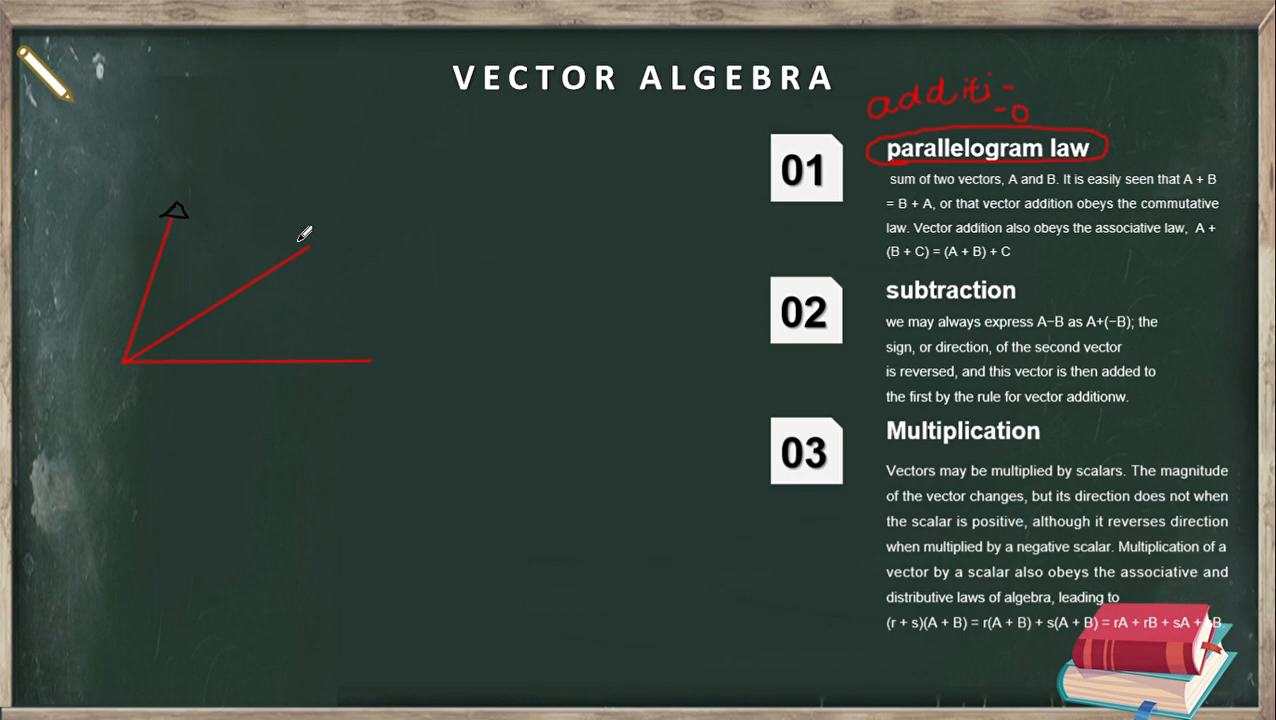 VECTOR ALGEBRA
additi-
-o
01
parallelogram law
sum of two vectors, A and B. It is easily seen that A + B
= B + A, or that vector addition obeys the commutative
law. Vector addition also obeys the associative law, A +
(B + C) = (A + B) + C
02
subtraction
we may always express A−B as A+(−B); the
sign, or direction, of the second vector
is reversed, and this vector is then added to
the first by the rule for vector additionw.
03
Multiplication
Vectors may be multiplied by scalars. The magnitude
of the vector changes, but its direction does not when
the scalar is positive, although it reverses direction
when multiplied by a negative scalar. Multiplication of a
vector by a scalar also obeys the associative and
distributive laws of algebra, leading to
(r + s)(A + B) = r(A + B) + s(A + B) = rA + rB + sA +